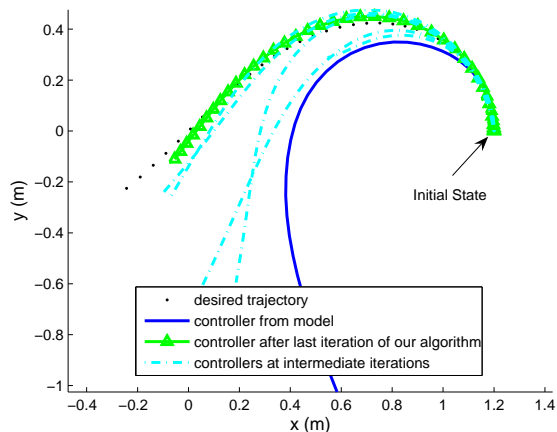 0.4
0.2
0
−0.2
−0.4
−0.6
−0.8
−1
y (m)
Initial State
desired trajectory
controller from model
controller after last iteration of our algorithm
controllers at intermediate iterations
−0.4 −0.2 0 0.2 0.4 0.6 0.8 1 1.2 1.4
x (m)